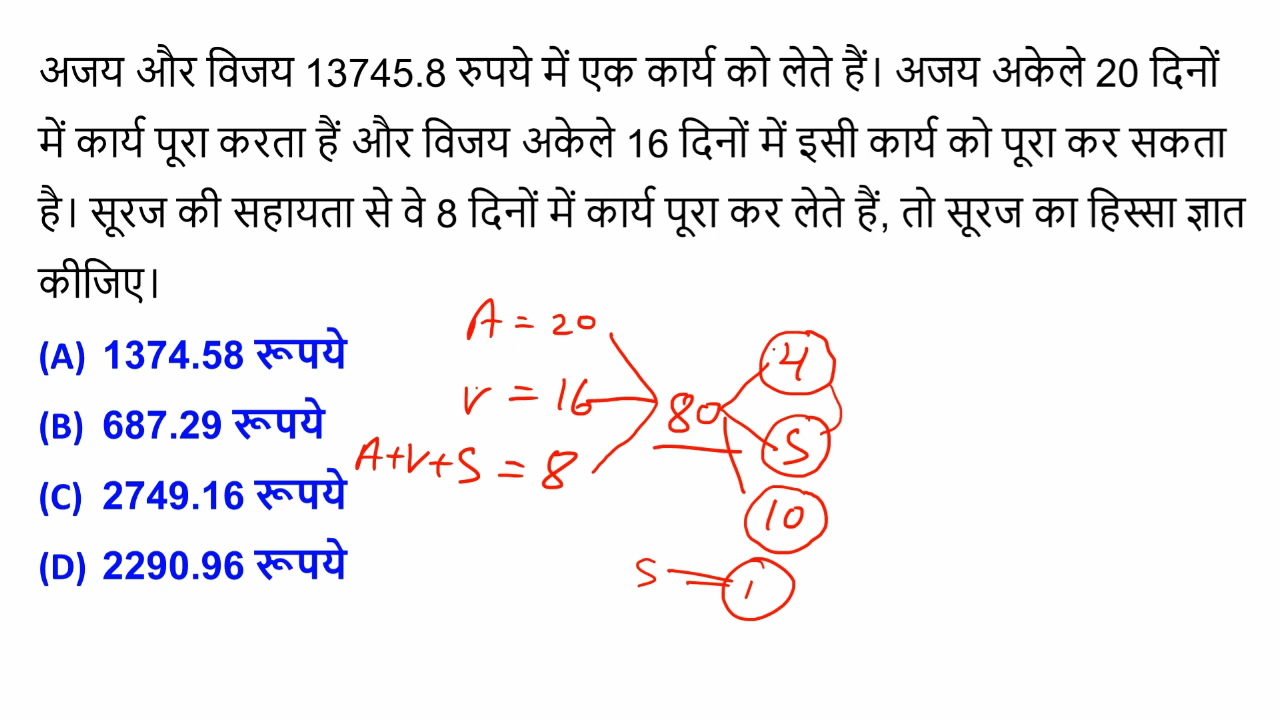 अजय और विजय 13745.8 रुपये में एक कार्य को लेते हैं। अजय अकेले 20 दिनों
में कार्य पूरा करता हैं और विजय अकेले 16 दिनों में इसी कार्य को पूरा कर सकता
है। सूरज की सहायता से वे 8 दिनों में कार्य पूरा कर लेते हैं, तो सूरज का हिस्सा ज्ञात
कीजिए।
(A) 1374.58 रूपये
(B) 687.29 रूपये
(C) 2749.16 रूपये
(D) 2290.96 रूपये
A = 20
V = 16
A+V+S = 8
80
4
5
10
S = 1